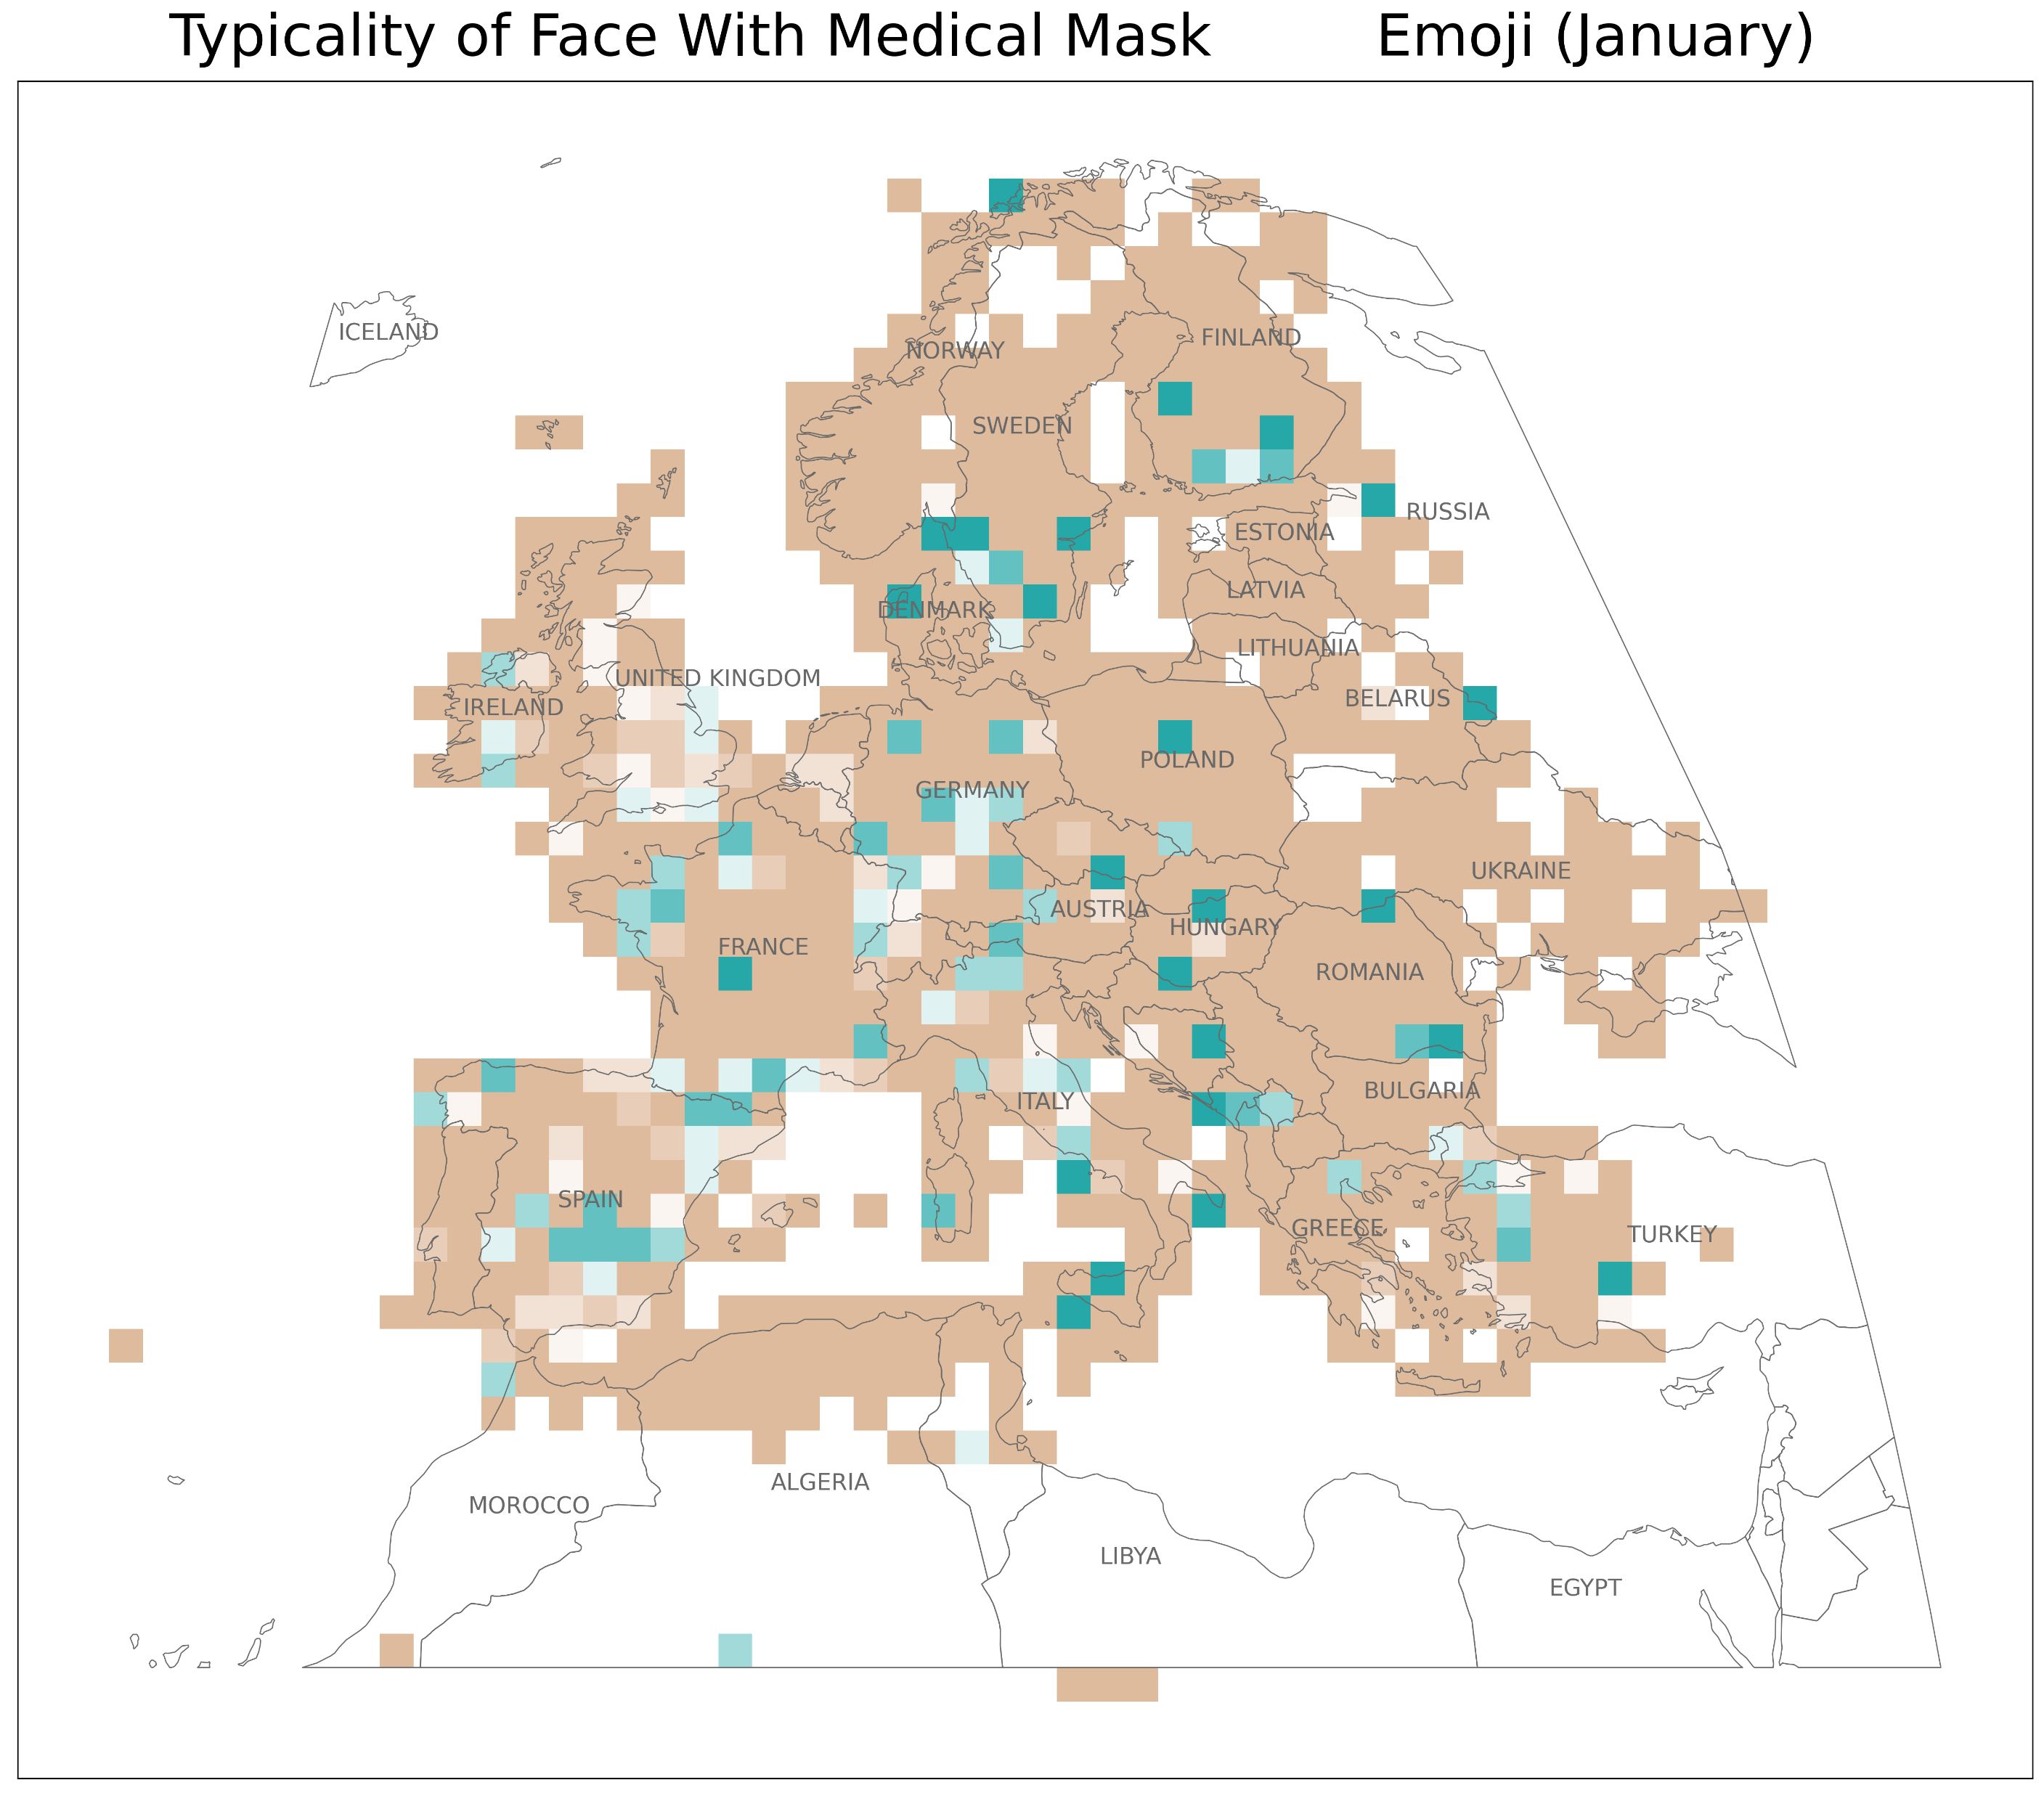 Typicality of Face With Medical Mask Emoji (January)
ICELAND
FINLAND
NORWAY
SWEDEN
RUSSIA
ESTONIA
LATVIA
DENMARK
LITHUANIA
UNITED KINGDOM
BELARUS
IRELAND
POLAND
GERMANY
UKRAINE
AUSTRIA
HUNGARY
FRANCE
ROMANIA
BULGARIA
ITALY
SPAIN
GREECE
TURKEY
ALGERIA
MOROCCO
LIBYA
EGYPT